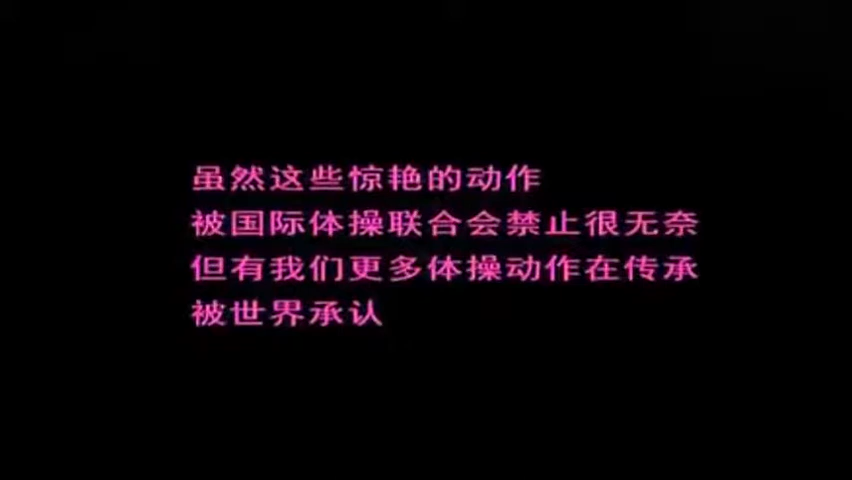 虽然这些惊艳的动作
被国际体操联合会禁止很无奈
但有我们更多体操动作在传承
被世界承认